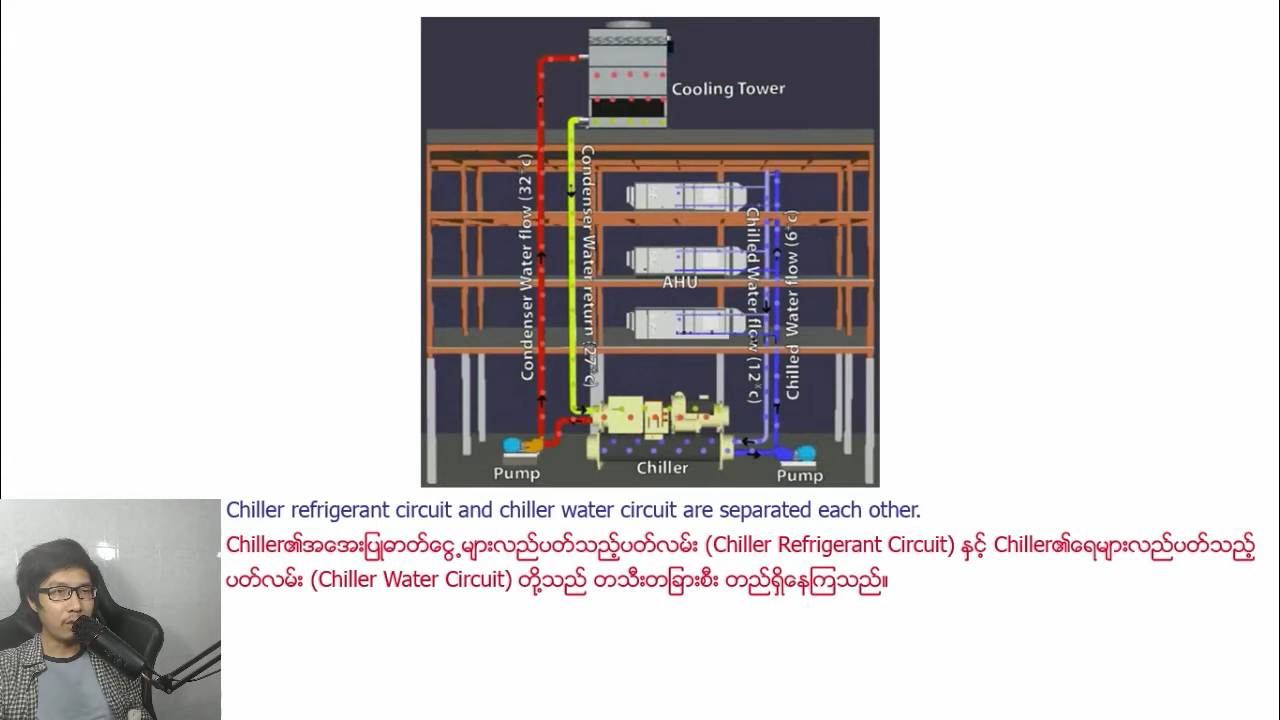 Cooling Tower
Condenser Water flow (32°c)
Condenser Water return (27°c)
Chilled Water flow (12°c)
Chilled Water flow (6°c)
AHU
Chiller
Pump
Pump
Chiller refrigerant circuit and chiller water circuit are separated each other.
Chiller၏အအေးပြုဓာတ်ငွေ့များလည်ပတ်သည့်ပတ်လမ်း (Chiller Refrigerant Circuit) နှင့် Chiller၏ရေများလည်ပတ်သည့်
ပတ်လမ်း (Chiller Water Circuit) တို့သည် တသီးတခြားစီး တည်ရှိနေကြသည်။